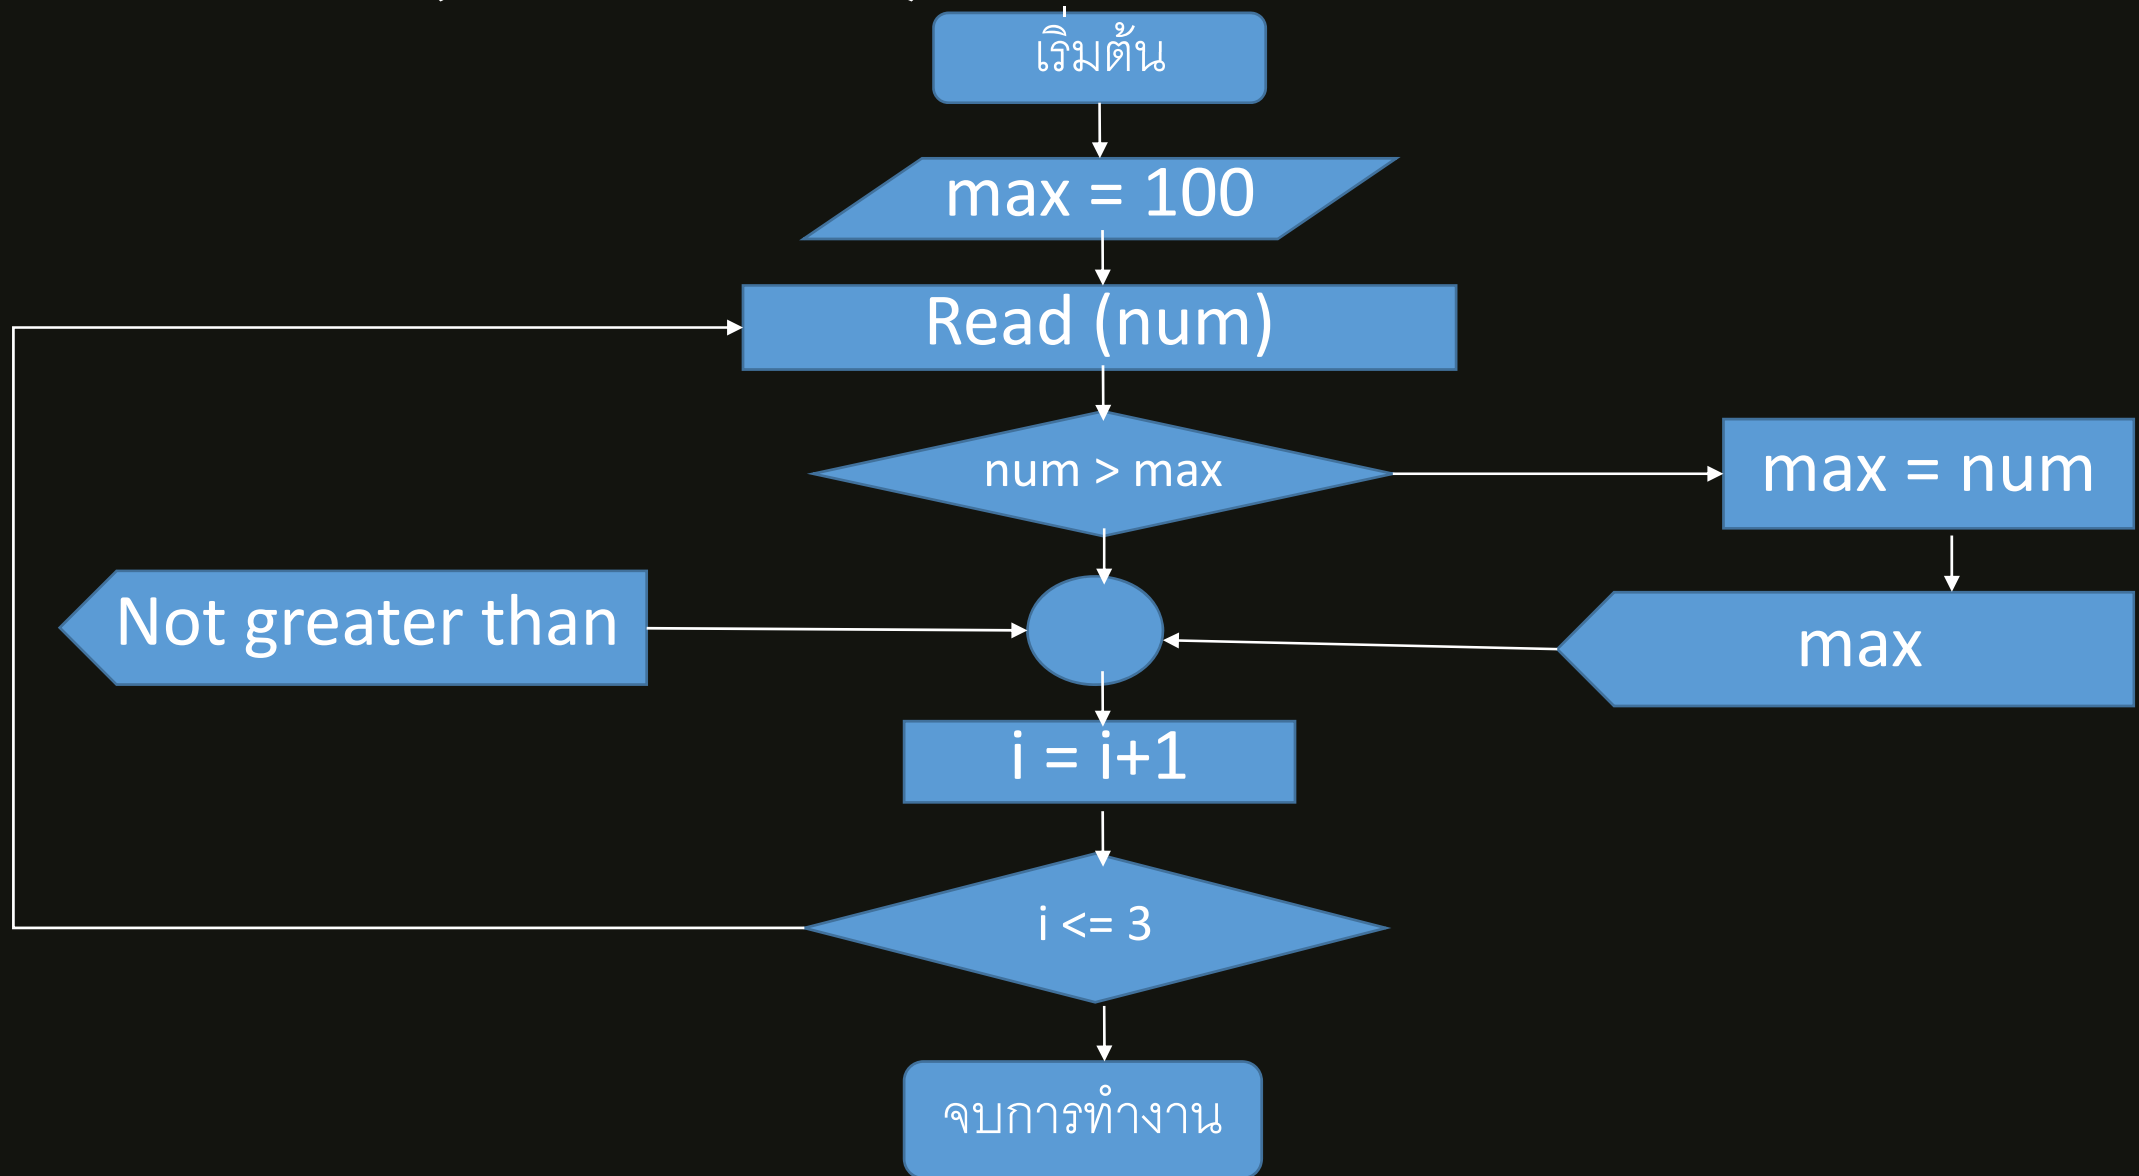 เริ่มต้น
max = 100
Read (num)
num > max
max = num
Not greater than
max
i = i+1
i <= 3
จบการทำงาน